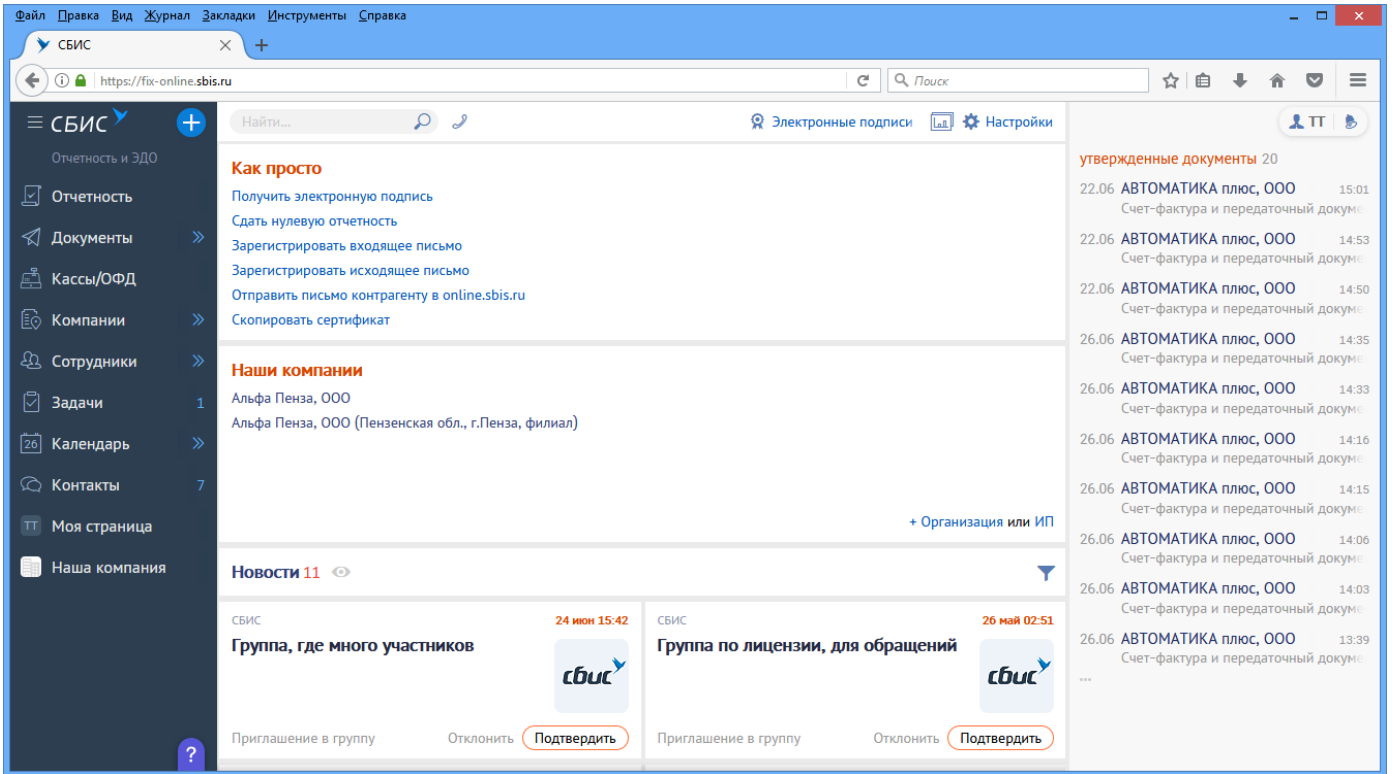 Файл Правка Вид Журнал Закладки Инструменты Справка
СБИС
https://fix-online.sbis.ru
Поиск
СБИС
Отчетность и ЭДО
Отчетность
Документы
Кассы/ОФД
Компании
Сотрудники
Задачи 1
26 Календарь
Контакты 7
ТТ Моя страница
Наша компания
?
Найти...
Электронные подписи
Настройки
Как просто
Получить электронную подпись
Сдать нулевую отчетность
Зарегистрировать входящее письмо
Зарегистрировать исходящее письмо
Отправить письмо контрагенту в online.sbis.ru
Скопировать сертификат
Наши компании
Альфа Пенза, ООО
Альфа Пенза, ООО (Пензенская обл., г.Пенза, филиал)
+ Организация или ИП
Новости 11
СБИС 24 июн 15:42
Группа, где много участников
сбис
Приглашение в группу Отклонить Подтвердить
СБИС 26 май 02:51
Группа по лицензии, для обращений
сбис
Приглашение в группу Отклонить Подтвердить
ТТ
утвержденные документы 20
22.06 АВТОМАТИКА плюс, ООО 15:01
Счет-фактура и передаточный докуме
22.06 АВТОМАТИКА плюс, ООО 14:53
Счет-фактура и передаточный докуме
22.06 АВТОМАТИКА плюс, ООО 14:50
Счет-фактура и передаточный докуме
26.06 АВТОМАТИКА плюс, ООО 14:35
Счет-фактура и передаточный докуме
26.06 АВТОМАТИКА плюс, ООО 14:33
Счет-фактура и передаточный докуме
26.06 АВТОМАТИКА плюс, ООО 14:16
Счет-фактура и передаточный докуме
26.06 АВТОМАТИКА плюс, ООО 14:15
Счет-фактура и передаточный докуме
26.06 АВТОМАТИКА плюс, ООО 14:06
Счет-фактура и передаточный докуме
26.06 АВТОМАТИКА плюс, ООО 14:03
Счет-фактура и передаточный докуме
26.06 АВТОМАТИКА плюс, ООО 13:39
Счет-фактура и передаточный докуме
...